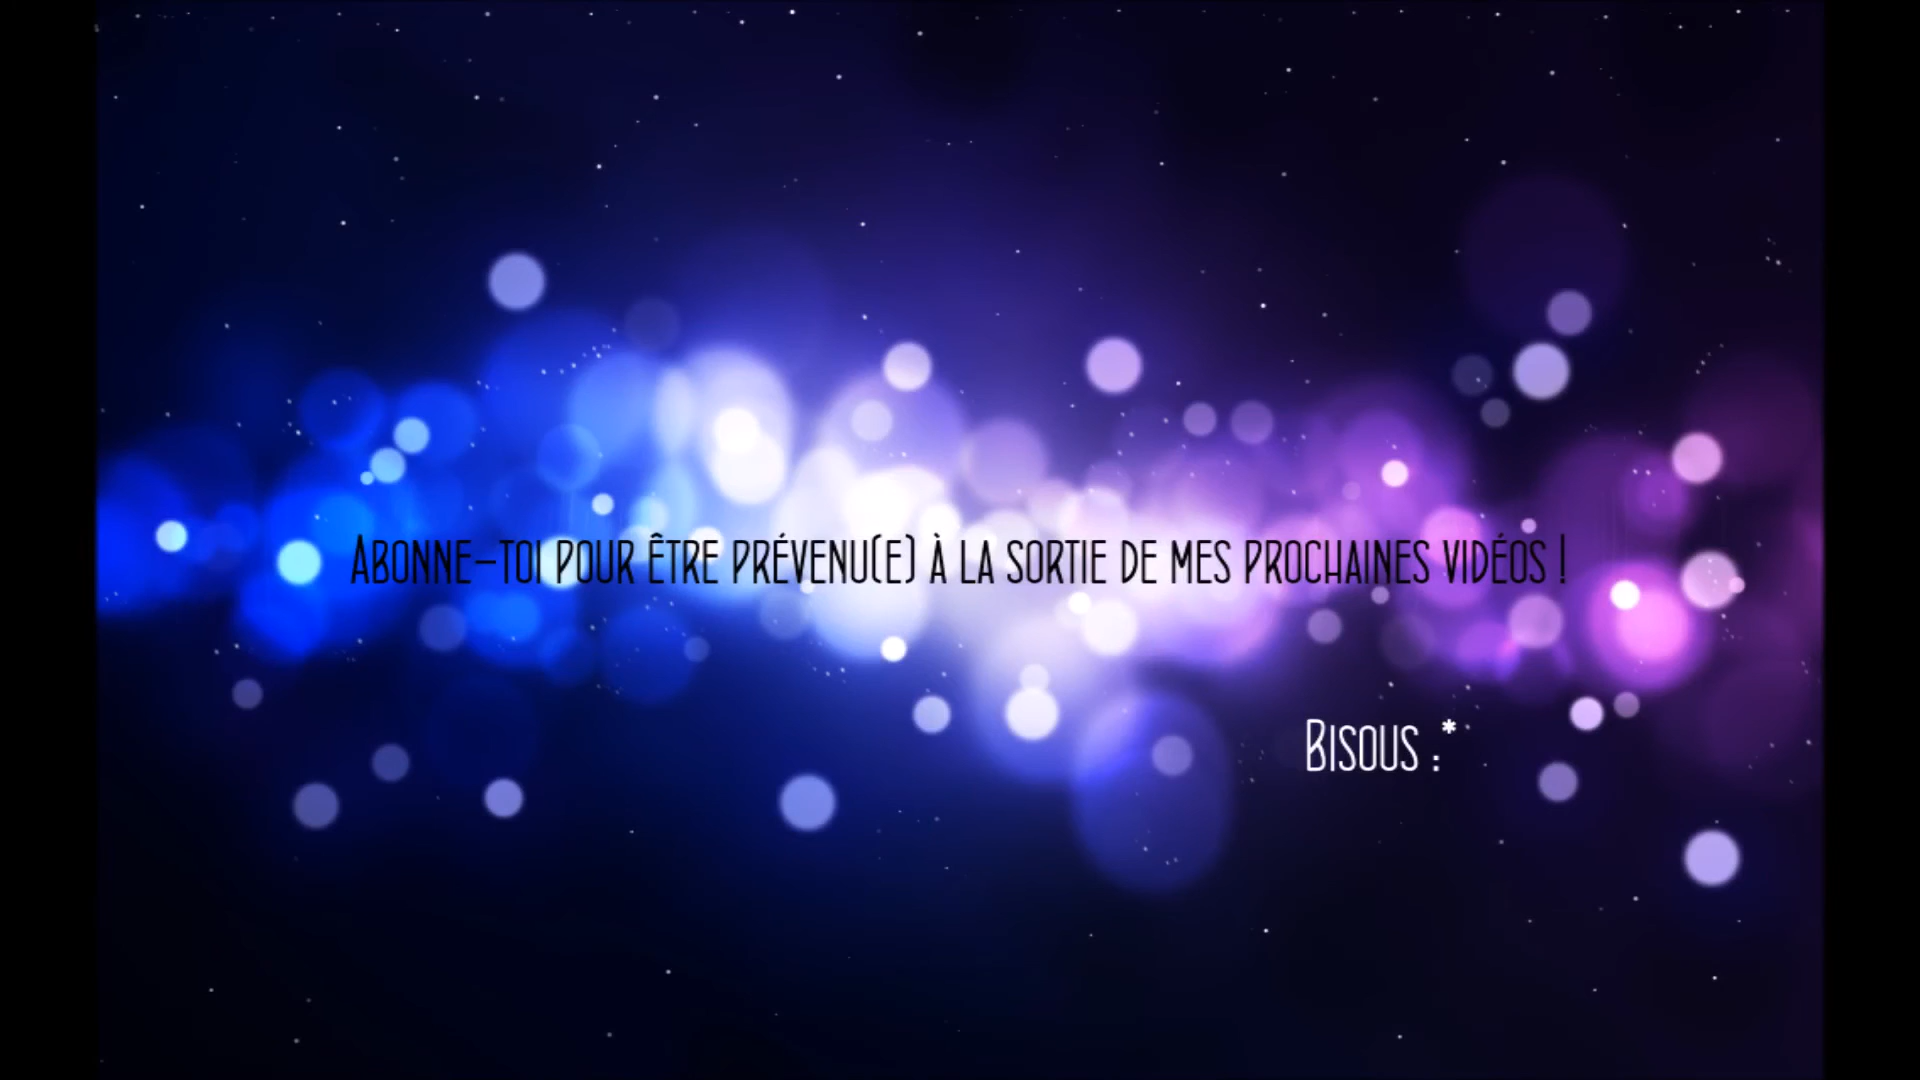 Abonne-toi pour être prévenu(e) à la sortie de mes prochaines vidéos !
Bisous :*